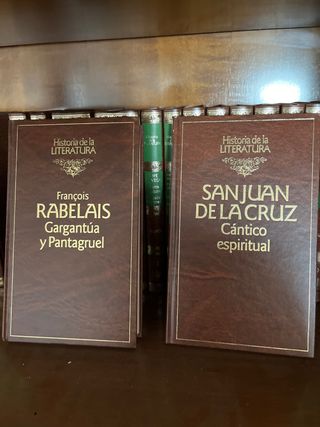 Historia de la
LITERATURA
François
RABELAIS
Gargantúa
y Pantagruel
Historia de la
LITERATURA
SAN JUAN
DE LA CRUZ
Cántico
espiritual